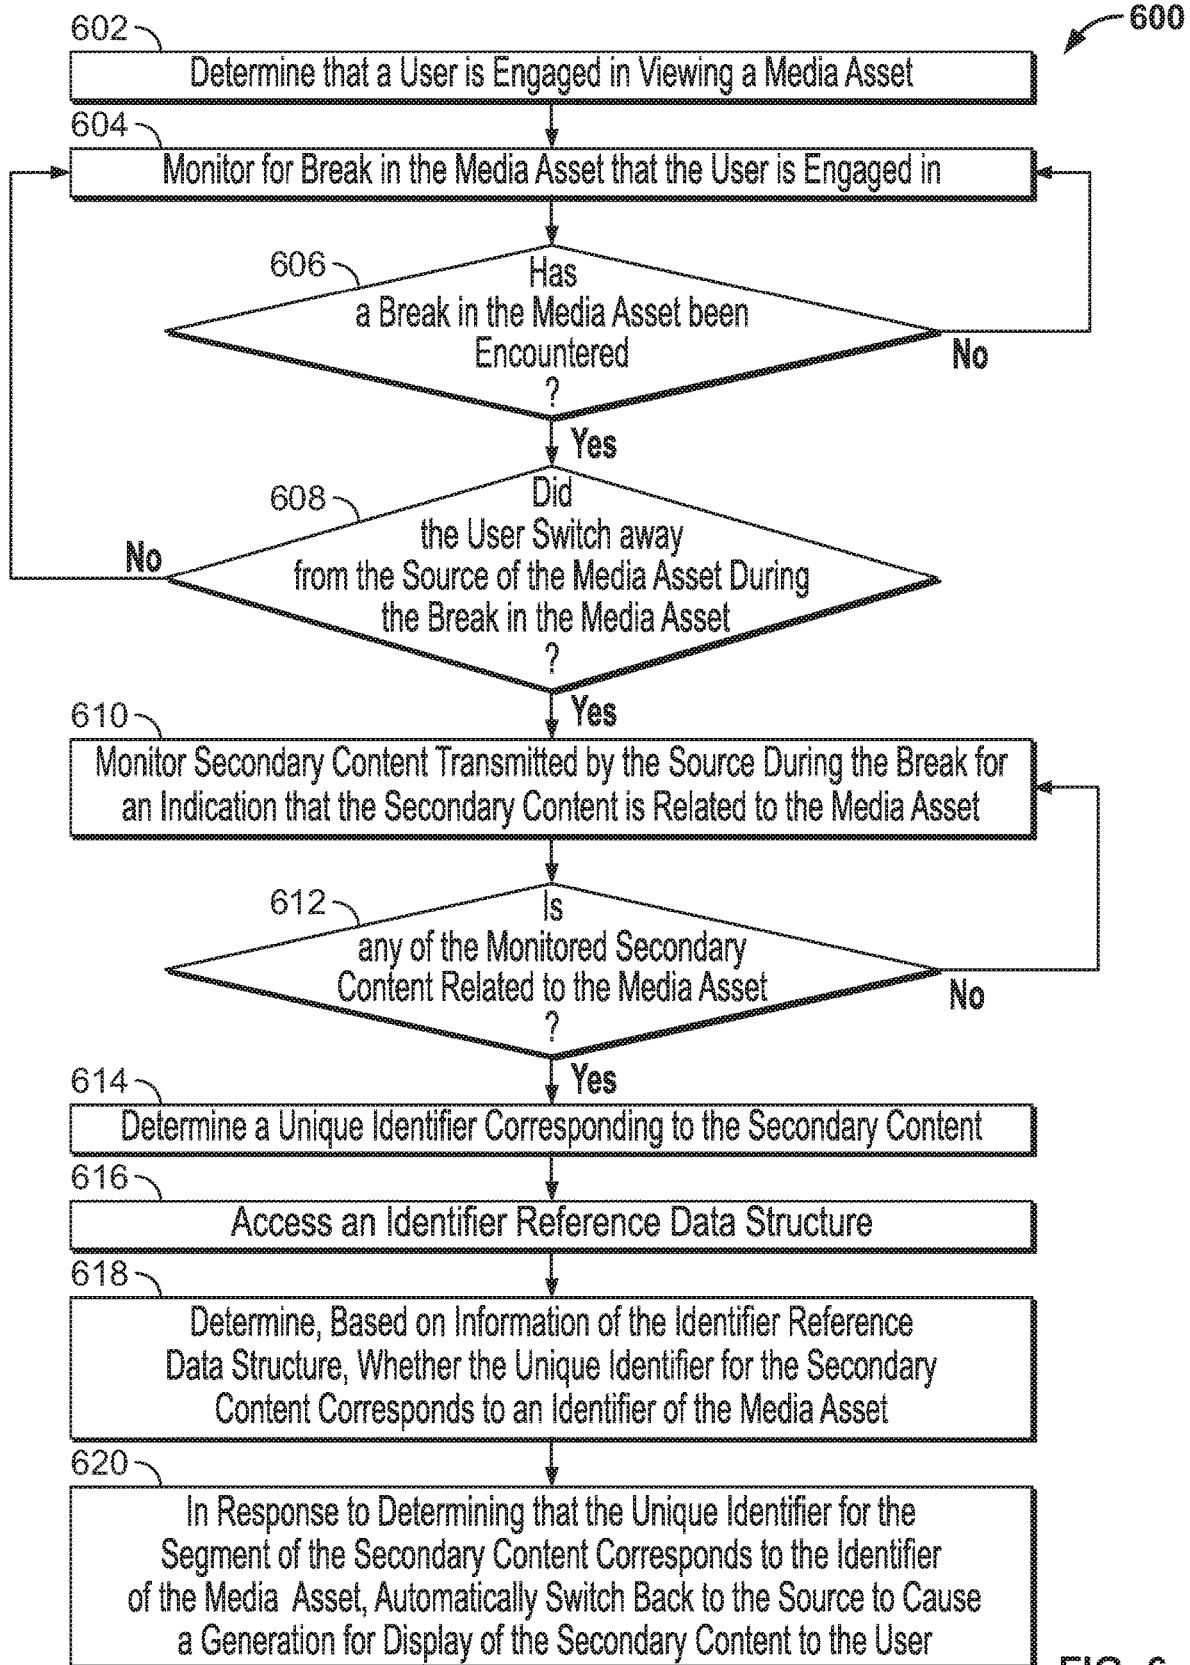 600
602
Determine that a User is Engaged in Viewing a Media Asset
604
Monitor for Break in the Media Asset that the User is Engaged in
606
Has
a Break in the Media Asset been
Encountered
?
No
Yes
608
Did
the User Switch away
from the Source of the Media Asset During
the Break in the Media Asset
?
No
Yes
610
Monitor Secondary Content Transmitted by the Source During the Break for
an Indication that the Secondary Content is Related to the Media Asset
612
Is
any of the Monitored Secondary
Content Related to the Media Asset
?
No
Yes
614
Determine a Unique Identifier Corresponding to the Secondary Content
616
Access an Identifier Reference Data Structure
618
Determine, Based on Information of the Identifier Reference
Data Structure, Whether the Unique Identifier for the Secondary
Content Corresponds to an Identifier of the Media Asset
620
In Response to Determining that the Unique Identifier for the
Segment of the Secondary Content Corresponds to the Identifier
of the Media Asset, Automatically Switch Back to the Source to Cause
a Generation for Display of the Secondary Content to the User
FIG. 6